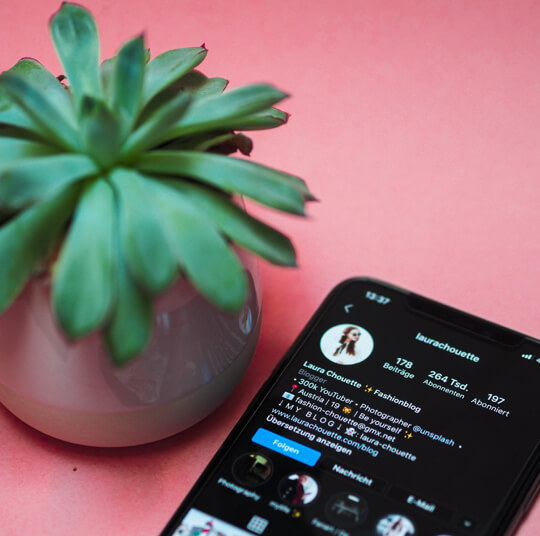 13:37
laurachouette
178 264 Tsd. 197
Beiträge Abonnenten Abonniert
Laura Chouette ✨ Fashionblog
Blogger
• 300k YouTuber • Photographer @unsplash •
📍 Austria | 19 🐱 | Be yourself ✨
📧 fashion-chouette@gmx.net
↓ M Y B L O G ↓ 👻: laura-chouette
www.laurachouette.com/blog
Übersetzung anzeigen
Folgen Nachricht E-Mail
Photography mylife ✨